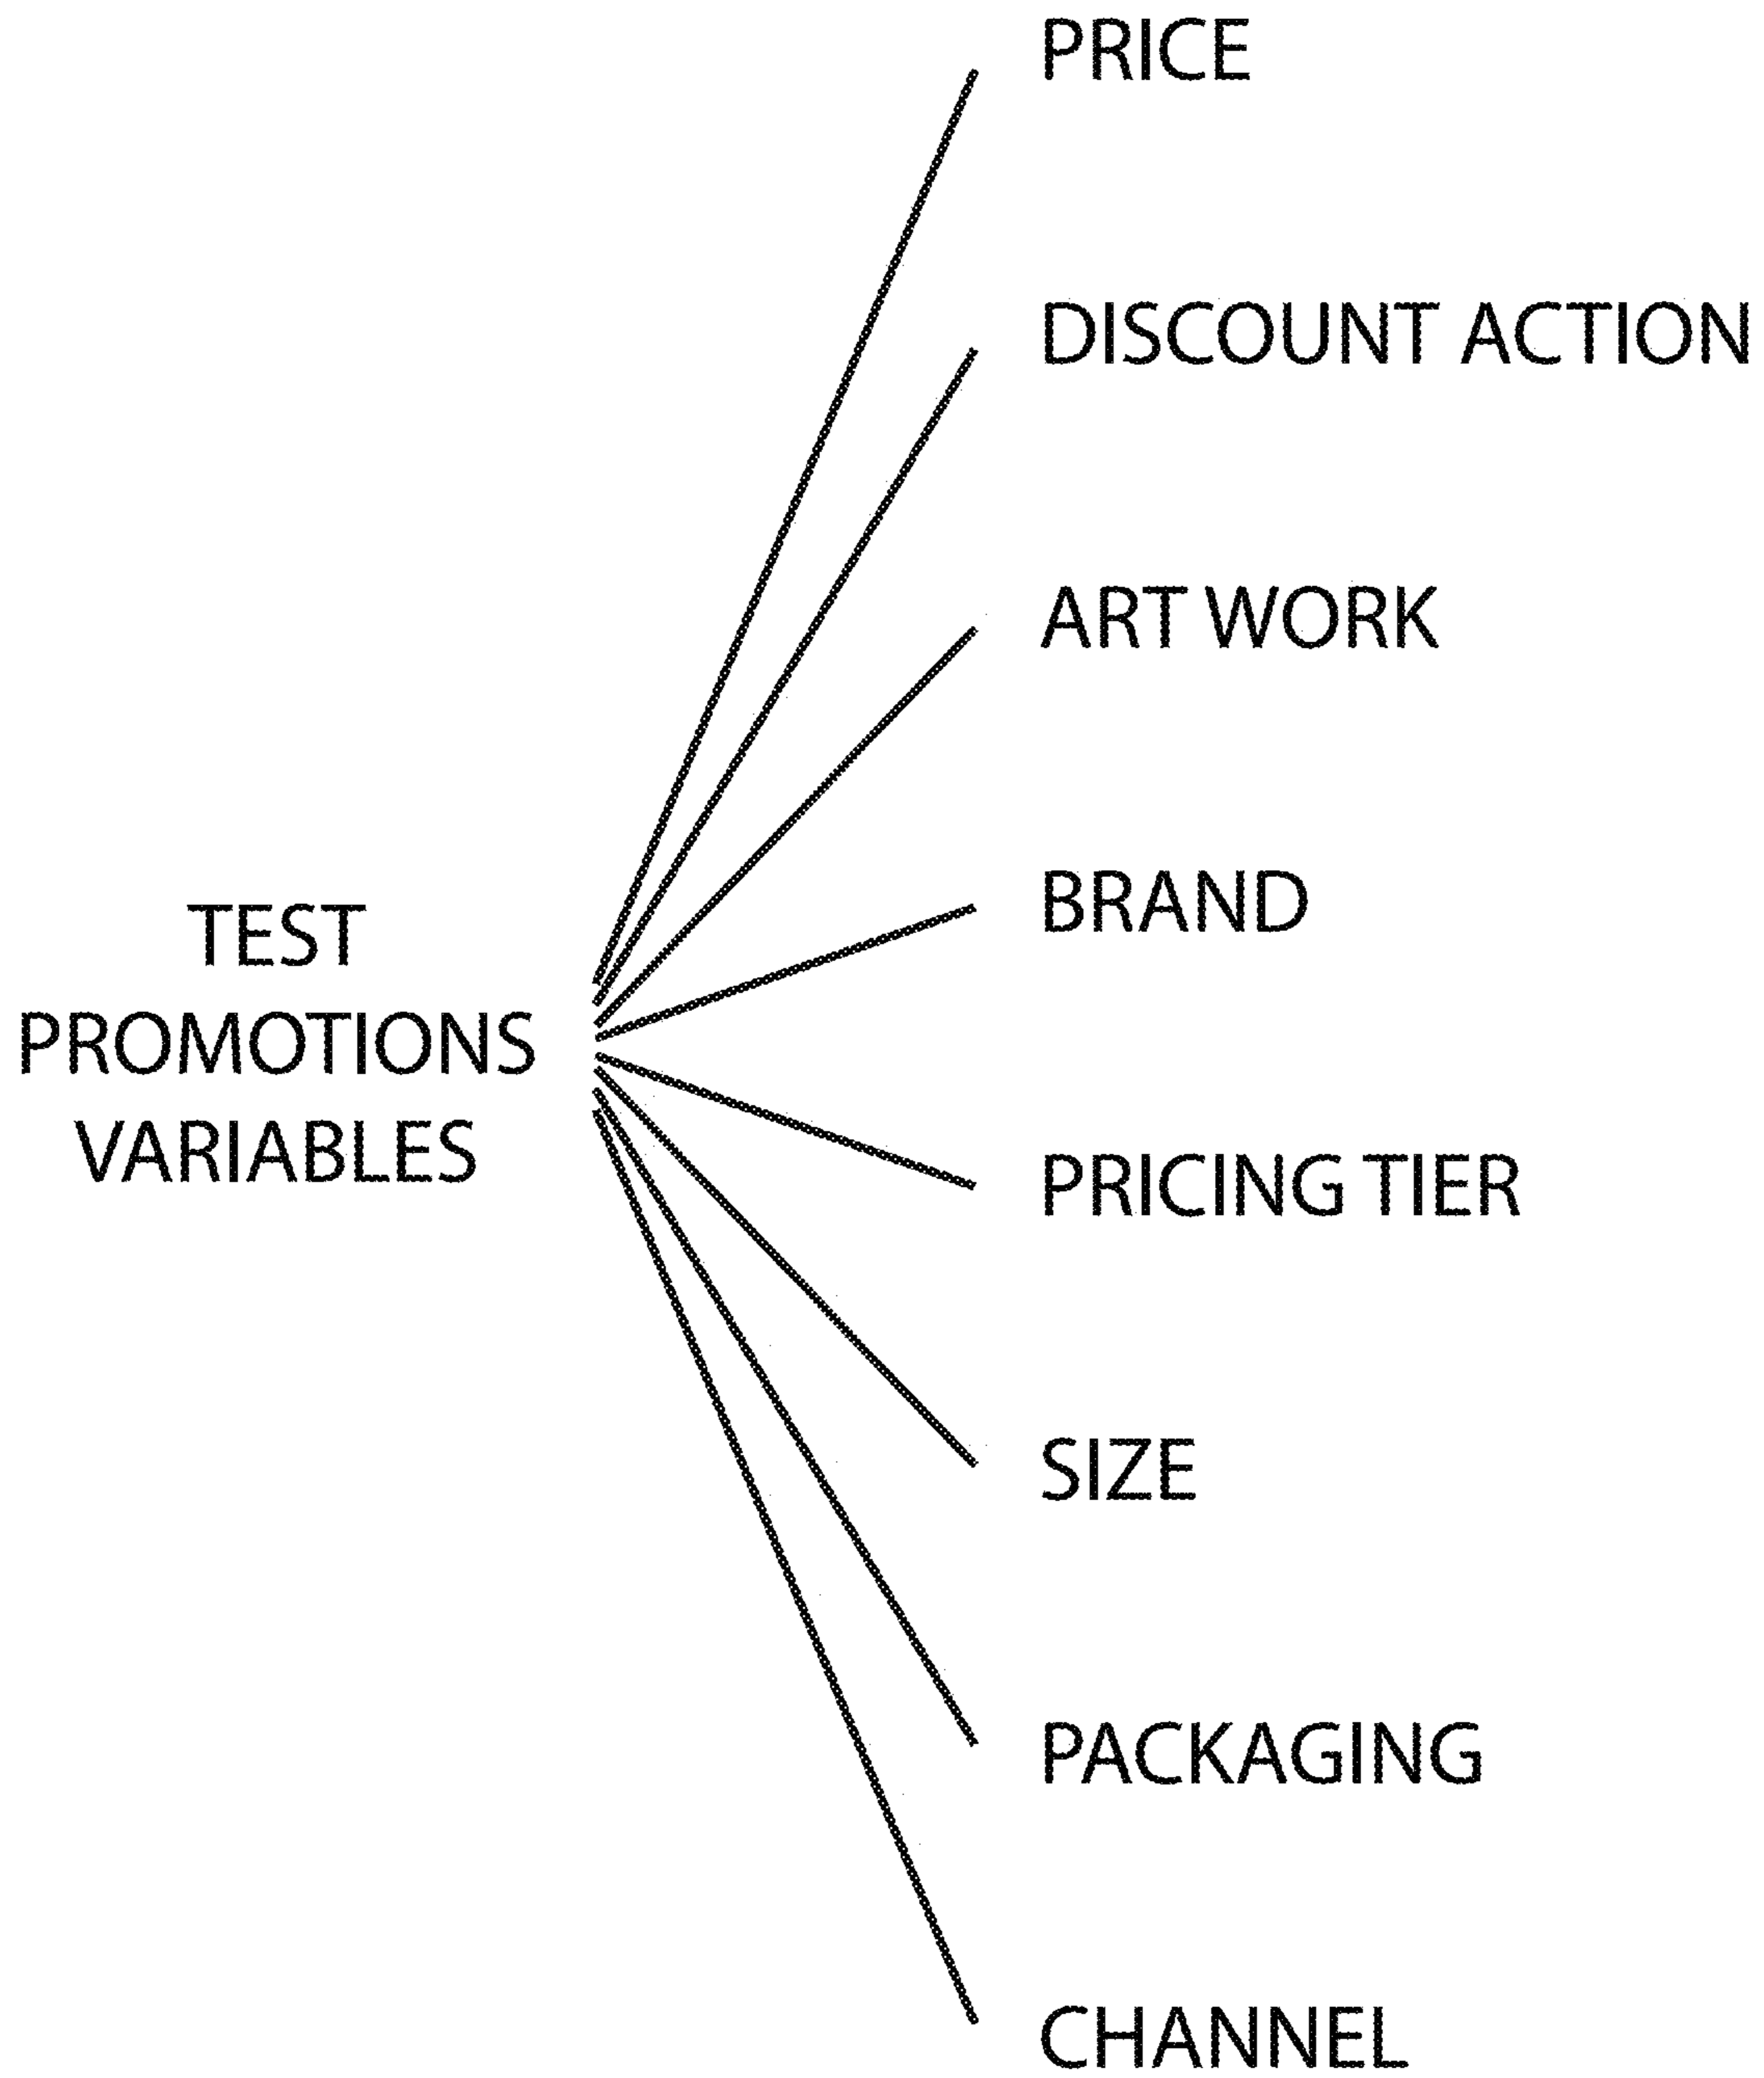 PRICE
DISCOUNT ACTION
ART WORK
BRAND
TEST
PROMOTIONS
VARIABLES
PRICING TIER
SIZE
PACKAGING
CHANNEL